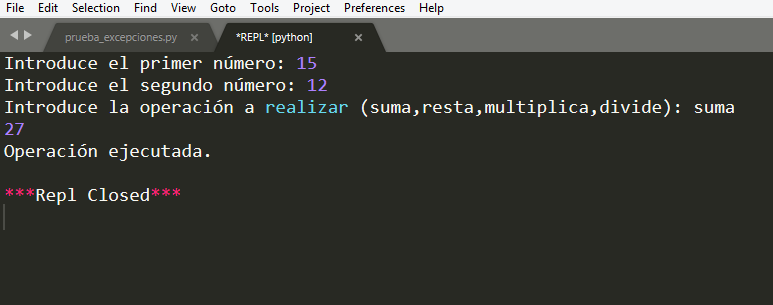 File Edit Selection Find View Goto Tools Project Preferences Help
prueba_excepciones.py × *REPL* [python] ×
Introduce el primer número: 15
Introduce el segundo número: 12
Introduce la operación a realizar (suma,resta,multiplica,divide): suma
27
Operación ejecutada.
***Repl Closed***